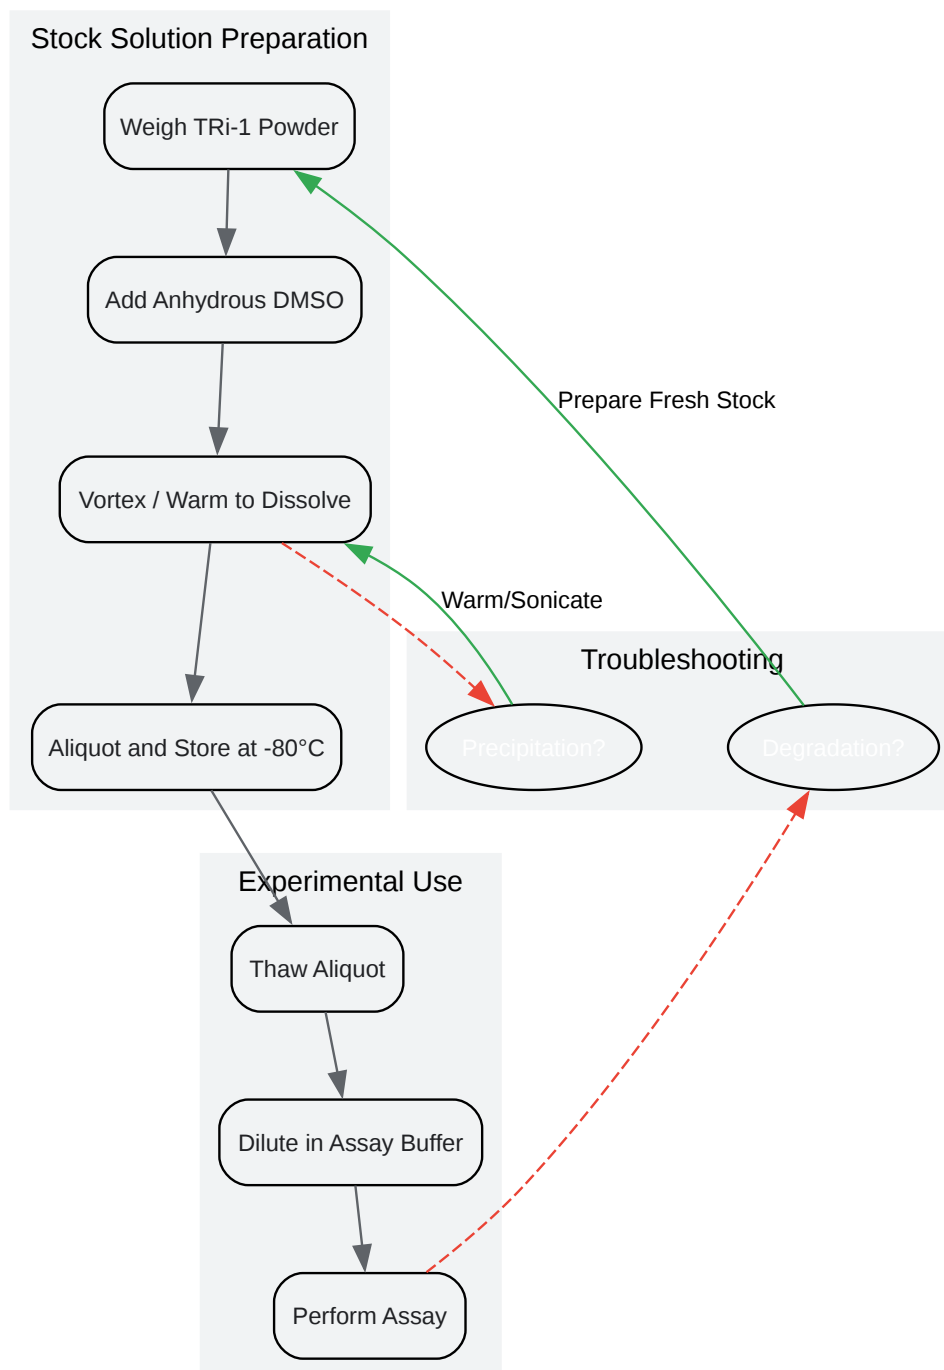 Stock Solution Preparation
Weigh TRi-1 Powder
Add Anhydrous DMSO
Prepare Fresh Stock
Vortex / Warm to Dissolve
Warm/Sonicate
Troubleshooting
Aliquot and Store at -80°C
Precipitation?
Degradation?
Experimental Use
Thaw Aliquot
Dilute in Assay Buffer
Perform Assay